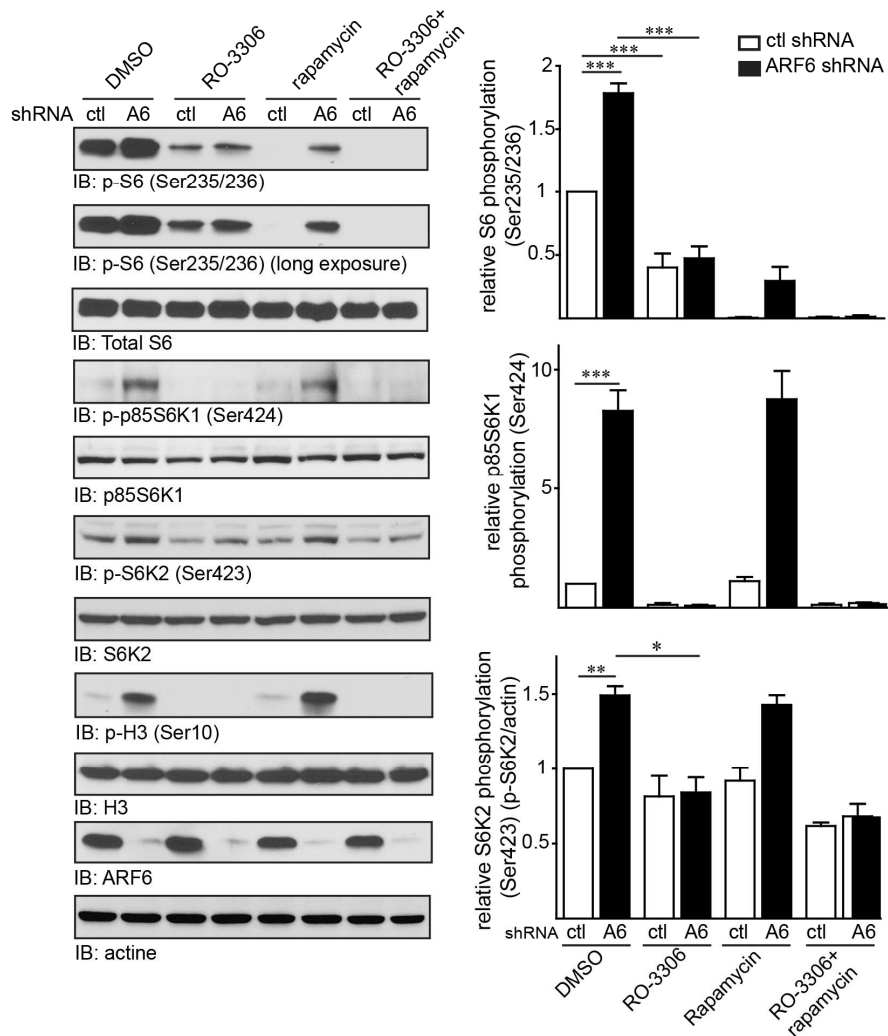 DMSO
RO-3306
rapamycin
RO-3306+
rapamycin
shRNA ctl A6 ctl A6 ctl A6 ctl A6
IB: p-S6 (Ser235/236)
IB: p-S6 (Ser235/236) (long exposure)
IB: Total S6
IB: p-p85S6K1 (Ser424)
IB: p85S6K1
IB: p-S6K2 (Ser423)
IB: S6K2
IB: p-H3 (Ser10)
IB: H3
IB: ARF6
IB: actine
ctl shRNA
ARF6 shRNA
***
***
***
2
1.5
1
0.5
relative S6 phosphorylation
(Ser235/236)
***
10
5
relative p85S6K1
phosphorylation (Ser424)
*
**
1.5
1
0.5
relative S6K2 phosphorylation
(Ser423) (p-S6K2/actin)
shRNA ctl A6 ctl A6 ctl A6 ctl A6
DMSO
RO-3306
Rapamycin
RO-3306+
rapamycin